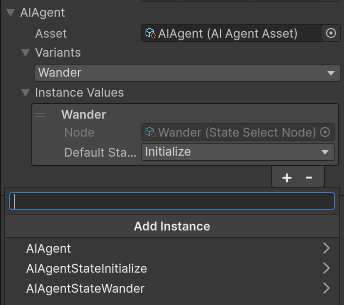 AIAgent
Asset AIAgent (AI Agent Asset)
Variants
Wander
Instance Values
Wander
Node Wander (State Select Node)
Default Sta... Initialize
+ -
Add Instance
AIAgent
AIAgentStateInitialize
AIAgentStateWander